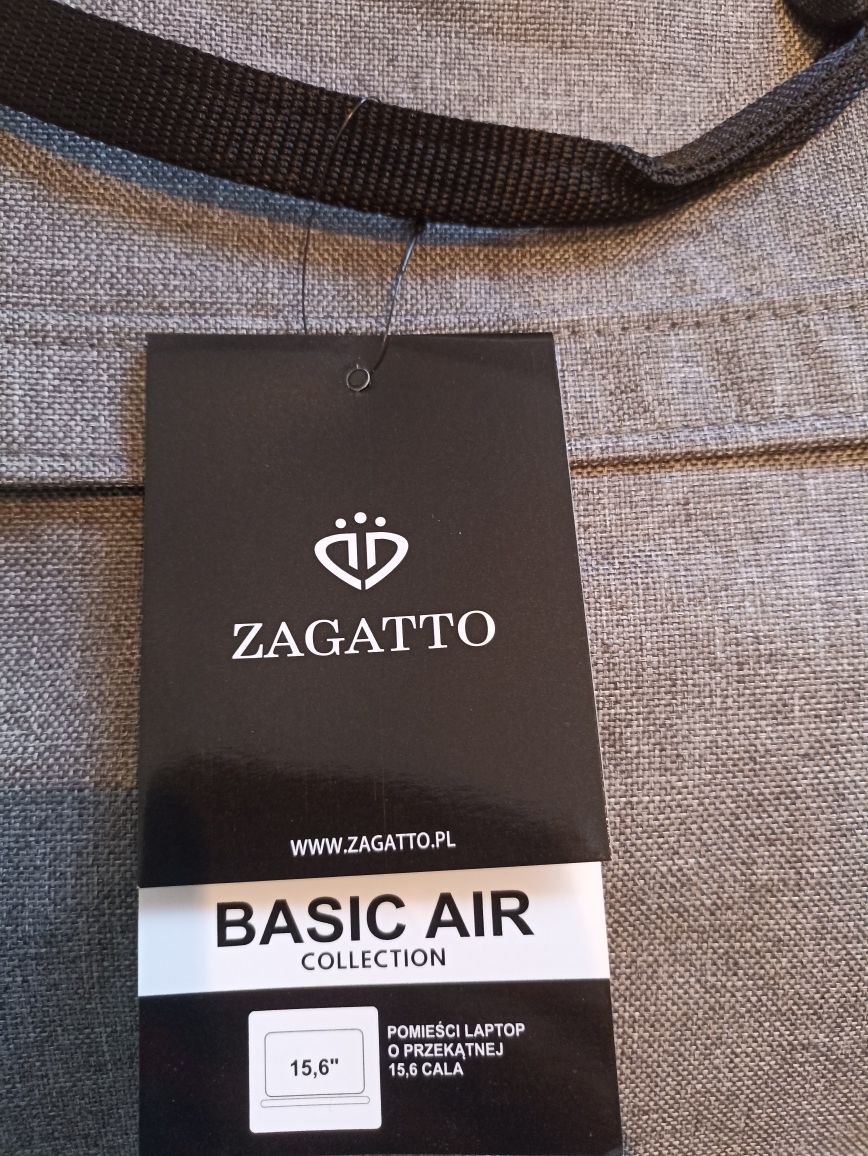 ZAGATTO
WWW.ZAGATTO.PL
BASIC AIR
COLLECTION
15,6"
POMIEŚCI LAPTOP
O PRZEKĄTNEJ
15,6 CALA